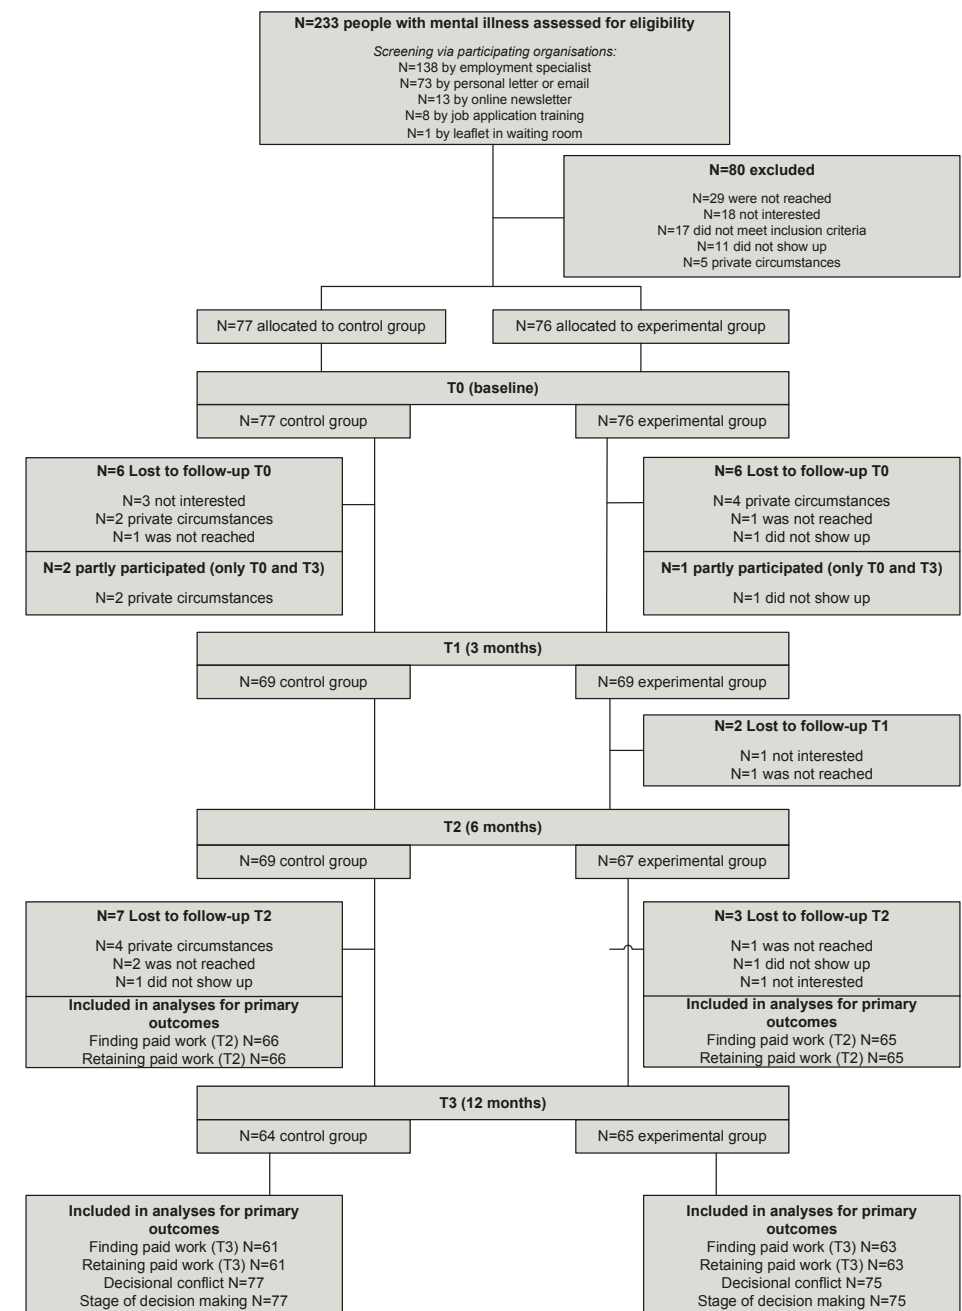 N=233 people with mental illness assessed for eligibility
Screening via participating organisations:
N=138 by employment specialist
N=73 by personal letter or email
N=13 by online newsletter
N=8 by job application training
N=1 by leaflet in waiting room
N=80 excluded
N=29 were not reached
N=18 not interested
N=17 did not meet inclusion criteria
N=11 did not show up
N=5 private circumstances
N=77 allocated to control group
N=76 allocated to experimental group
T0 (baseline)
N=77 control group
N=76 experimental group
N=6 Lost to follow-up T0
N=3 not interested
N=2 private circumstances
N=1 was not reached
N=2 partly participated (only T0 and T3)
N=2 private circumstances
N=6 Lost to follow-up T0
N=4 private circumstances
N=1 was not reached
N=1 did not show up
N=1 partly participated (only T0 and T3)
N=1 did not show up
T1 (3 months)
N=69 control group
N=69 experimental group
N=2 Lost to follow-up T1
N=1 not interested
N=1 was not reached
T2 (6 months)
N=69 control group
N=67 experimental group
N=7 Lost to follow-up T2
N=4 private circumstances
N=2 was not reached
N=1 did not show up
Included in analyses for primary
outcomes
Finding paid work (T2) N=66
Retaining paid work (T2) N=66
N=3 Lost to follow-up T2
N=1 was not reached
N=1 did not show up
N=1 not interested
Included in analyses for primary
outcomes
Finding paid work (T2) N=65
Retaining paid work (T2) N=65
T3 (12 months)
N=64 control group
N=65 experimental group
Included in analyses for primary
outcomes
Finding paid work (T3) N=61
Retaining paid work (T3) N=61
Decisional conflict N=77
Stage of decision making N=77
Included in analyses for primary
outcomes
Finding paid work (T3) N=63
Retaining paid work (T3) N=63
Decisional conflict N=75
Stage of decision making N=75